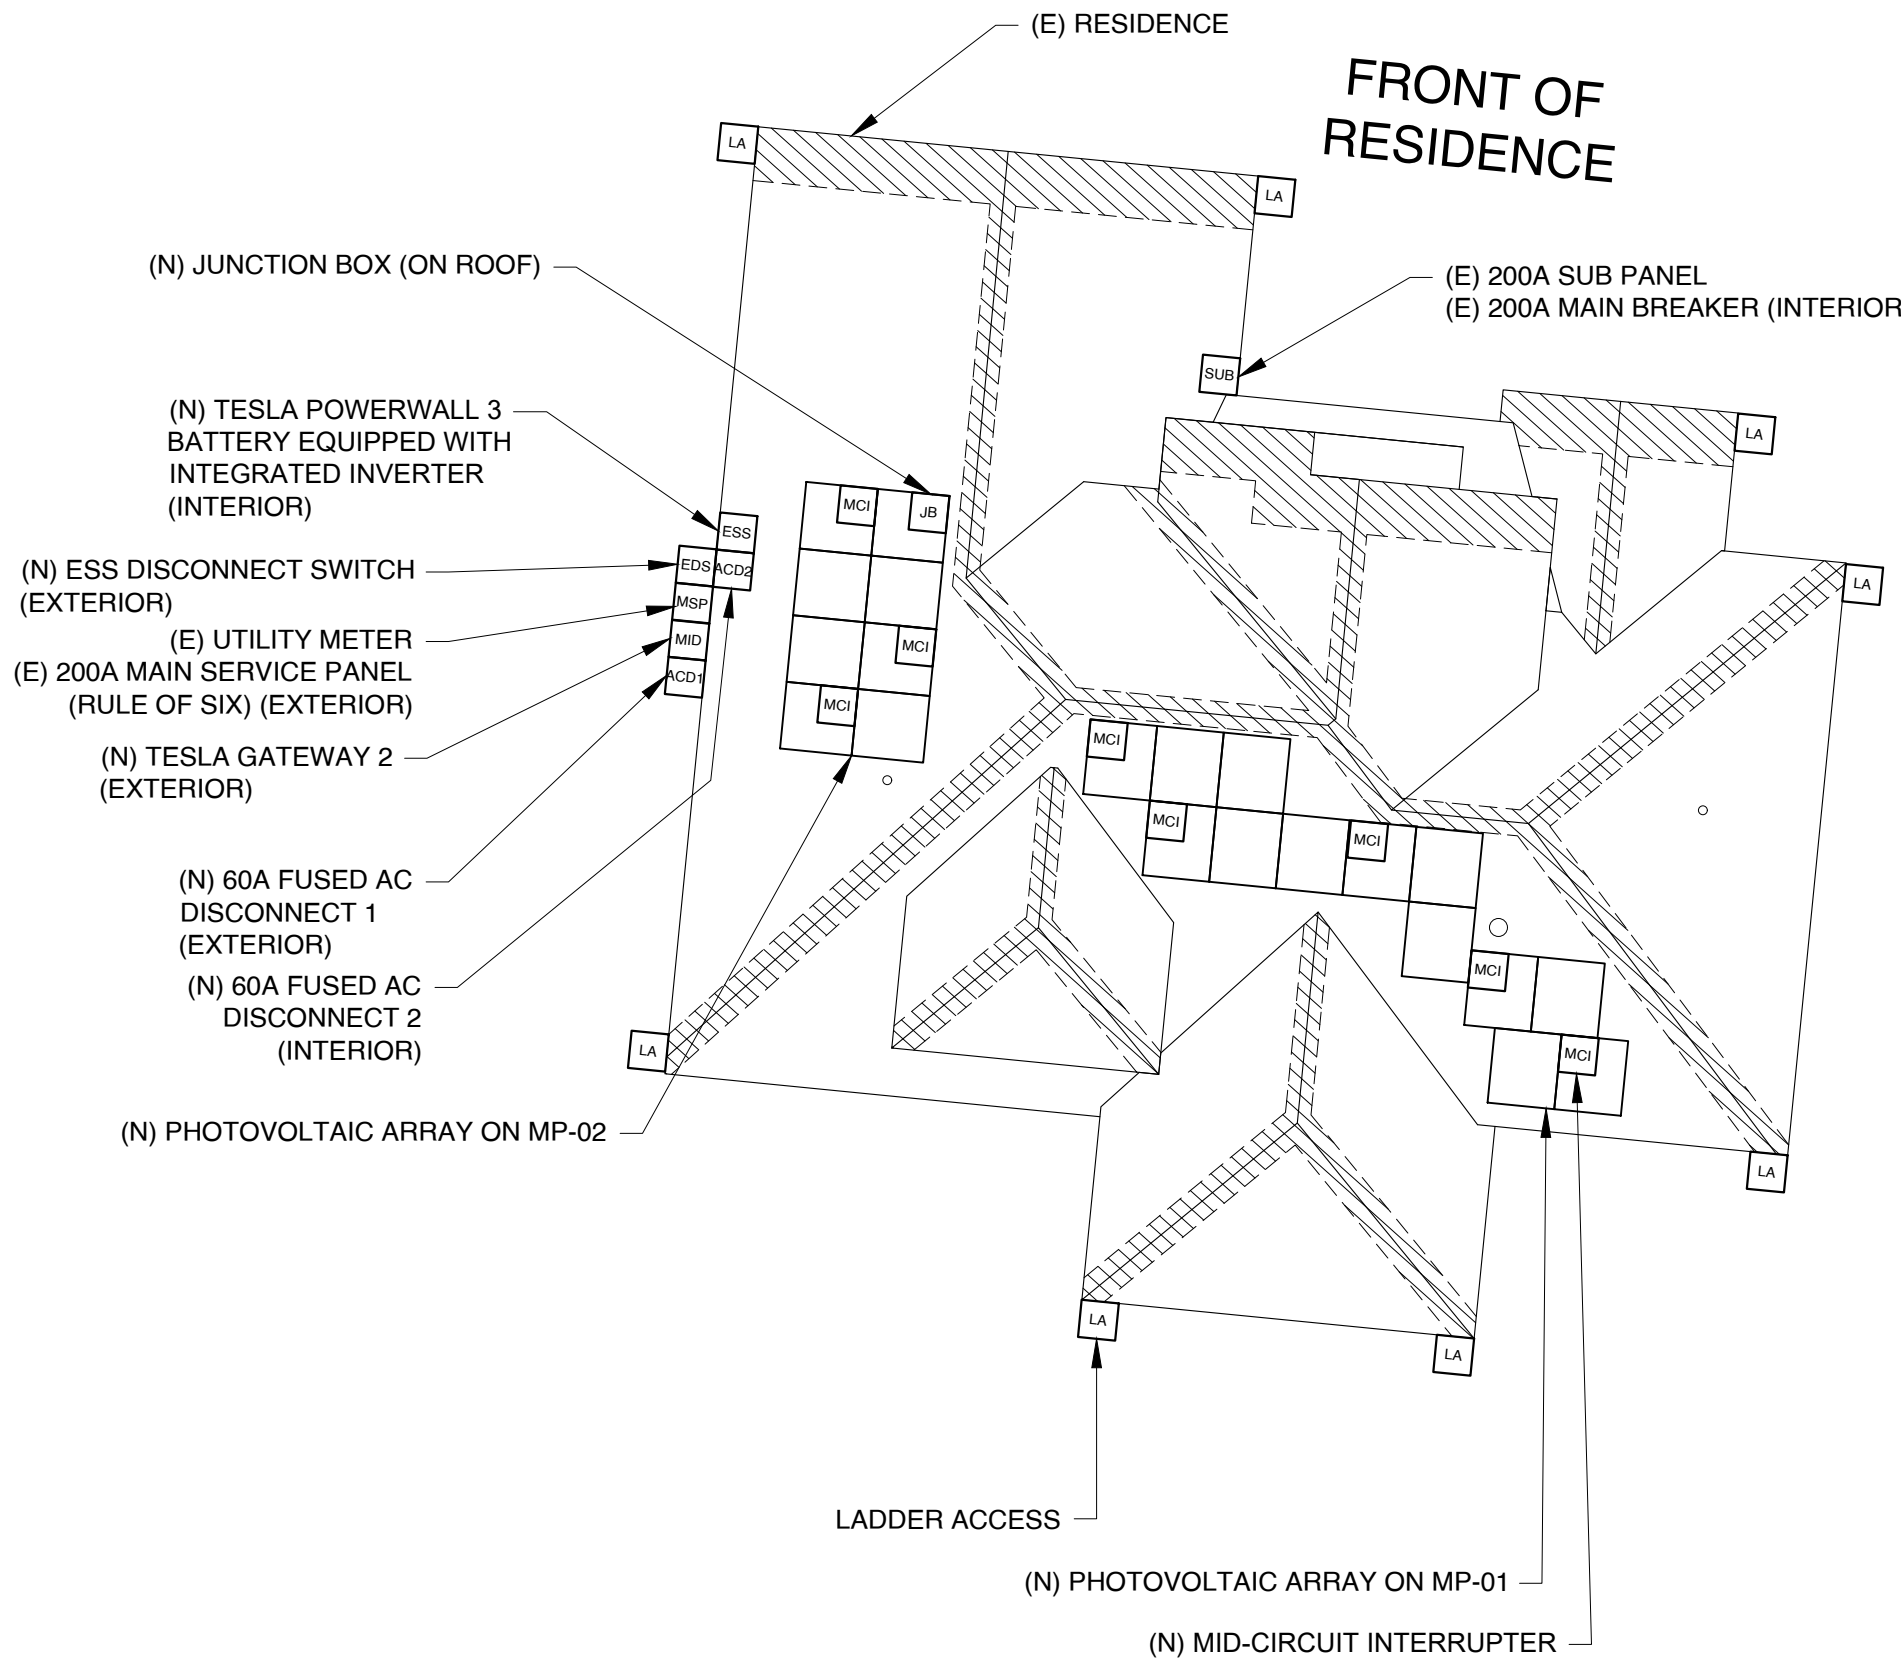 (E) RESIDENCE
FRONT OF
RESIDENCE
LA
LA
(N) JUNCTION BOX (ON ROOF)
(E) 200A SUB PANEL
(E) 200A MAIN BREAKER (INTERIOR
SUB
(N) TESLA POWERWALL 3
BATTERY EQUIPPED WITH
INTEGRATED INVERTER
(INTERIOR)
LA
MCI
JB
ESS
EDS
ACD2
(N) ESS DISCONNECT SWITCH
(EXTERIOR)
LA
MSP
(E) UTILITY METER
(E) 200A MAIN SERVICE PANEL
(RULE OF SIX) (EXTERIOR)
MID
MCI
ACD1
MCI
(N) TESLA GATEWAY 2
(EXTERIOR)
MCI
MCI
MCI
(N) 60A FUSED AC
DISCONNECT 1
(EXTERIOR)
(N) 60A FUSED AC
DISCONNECT 2
(INTERIOR)
MCI
LA
MCI
(N) PHOTOVOLTAIC ARRAY ON MP-02
LA
LA
LA
LADDER ACCESS
(N) PHOTOVOLTAIC ARRAY ON MP-01
(N) MID-CIRCUIT INTERRUPTER